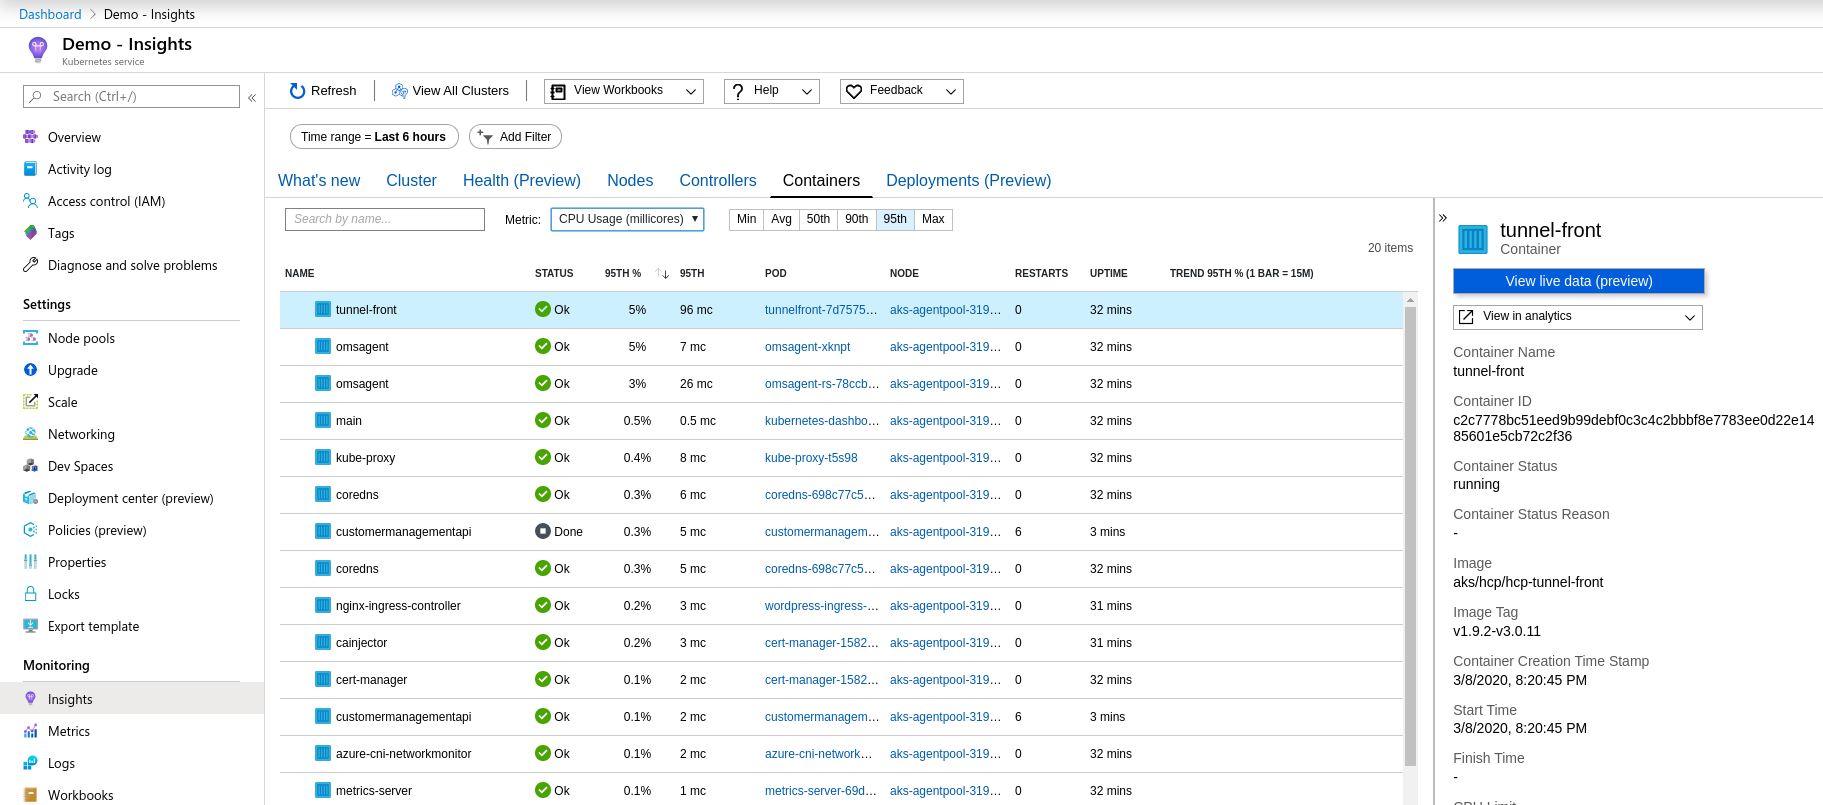 Dashboard > Demo - Insights
Demo - Insights
Kubernetes service
Search (Ctrl+/) «
Overview
Activity log
Access control (IAM)
Tags
Diagnose and solve problems
Settings
Node pools
Upgrade
Scale
Networking
Dev Spaces
Deployment center (preview)
Policies (preview)
Properties
Locks
Export template
Monitoring
Insights
Metrics
Logs
Workbooks
Refresh View All Clusters View Workbooks Help Feedback
Time range = Last 6 hours Add Filter
What's new Cluster Health (Preview) Nodes Controllers Containers Deployments (Preview)
Search by name... Metric: CPU Usage (millicores) Min Avg 50th 90th 95th Max
20 items
NAME STATUS 95TH % 95TH POD NODE RESTARTS UPTIME TREND 95TH % (1 BAR = 15M)
tunnel-front Ok 5% 96 mc tunnelfront-7d7575... aks-agentpool-319... 0 32 mins
omsagent Ok 5% 7 mc omsagent-xknpt aks-agentpool-319... 0 32 mins
omsagent Ok 3% 26 mc omsagent-rs-78ccb... aks-agentpool-319... 0 32 mins
main Ok 0.5% 0.5 mc kubernetes-dashbo... aks-agentpool-319... 0 32 mins
kube-proxy Ok 0.4% 8 mc kube-proxy-t5s98 aks-agentpool-319... 0 32 mins
coredns Ok 0.3% 6 mc coredns-698c77c5... aks-agentpool-319... 0 32 mins
customermanagementapi Done 0.3% 5 mc customermanagem... aks-agentpool-319... 6 3 mins
coredns Ok 0.3% 5 mc coredns-698c77c5... aks-agentpool-319... 0 32 mins
nginx-ingress-controller Ok 0.2% 3 mc wordpress-ingress-... aks-agentpool-319... 0 31 mins
cainjector Ok 0.2% 3 mc cert-manager-1582... aks-agentpool-319... 0 31 mins
cert-manager Ok 0.1% 2 mc cert-manager-1582... aks-agentpool-319... 0 32 mins
customermanagementapi Ok 0.1% 2 mc customermanagem... aks-agentpool-319... 6 3 mins
azure-cni-networkmonitor Ok 0.1% 2 mc azure-cni-network... aks-agentpool-319... 0 32 mins
metrics-server Ok 0.1% 1 mc metrics-server-69d... aks-agentpool-319... 0 32 mins
»
tunnel-front
Container
View live data (preview)
View in analytics
Container Name
tunnel-front
Container ID
c2c7778bc51eed9b99debf0c3c4c2bbbf8e7783ee0d22e14
85601e5cb72c2f36
Container Status
running
Container Status Reason
-
Image
aks/hcp/hcp-tunnel-front
Image Tag
v1.9.2-v3.0.11
Container Creation Time Stamp
3/8/2020, 8:20:45 PM
Start Time
3/8/2020, 8:20:45 PM
Finish Time
-
CPU Limit